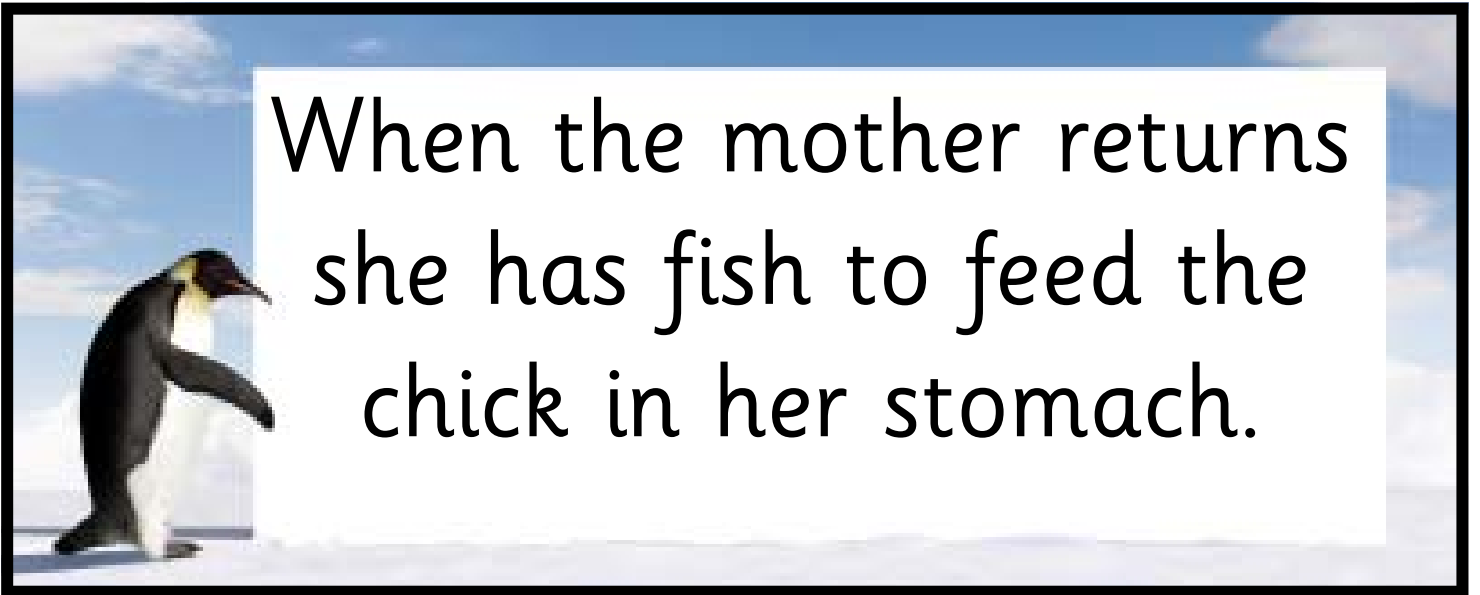 When the mother returns
she has fish to feed the
chick in her stomach.